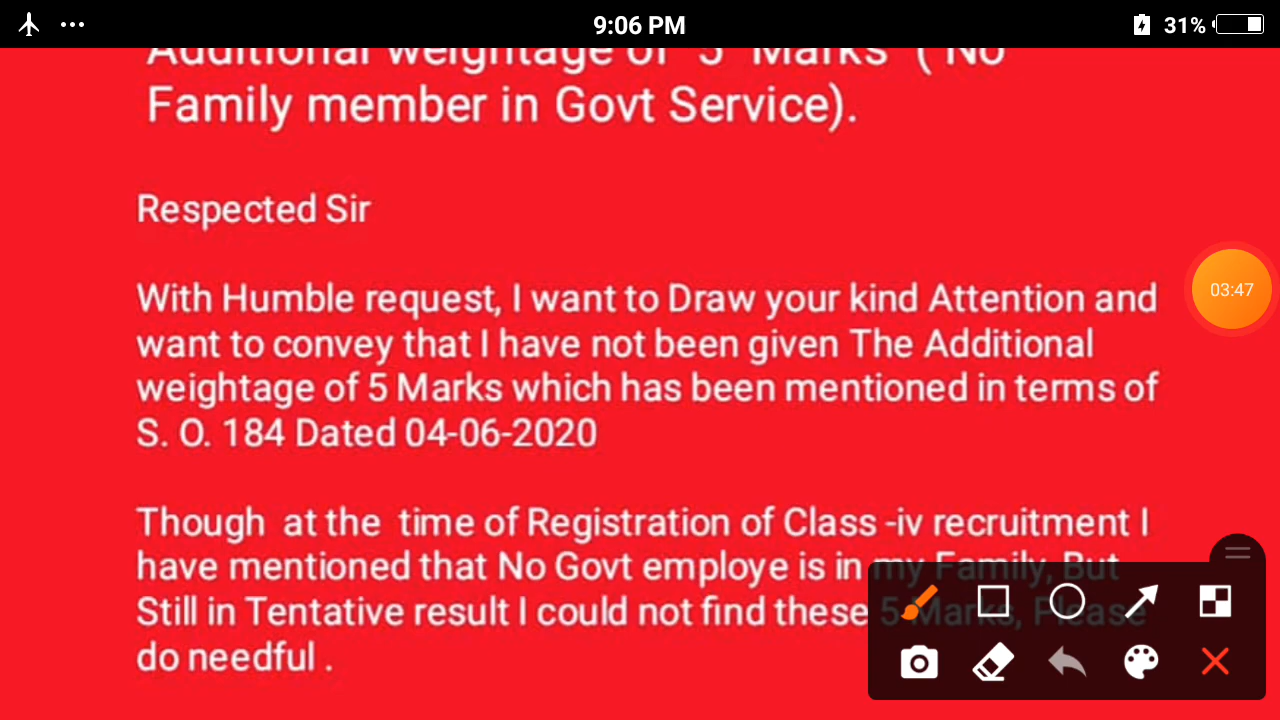 9:06 PM
31%
Additional weightage of 5 Marks ( No
Family member in Govt Service).
Respected Sir
With Humble request, I want to Draw your kind Attention and
want to convey that I have not been given The Additional
weightage of 5 Marks which has been mentioned in terms of
S. O. 184 Dated 04-06-2020
Though at the time of Registration of Class -iv recruitment I
have mentioned that No Govt employe is in my Family, But
Still in Tentative result I could not find these 5 Marks, Please
do needful .
03:47